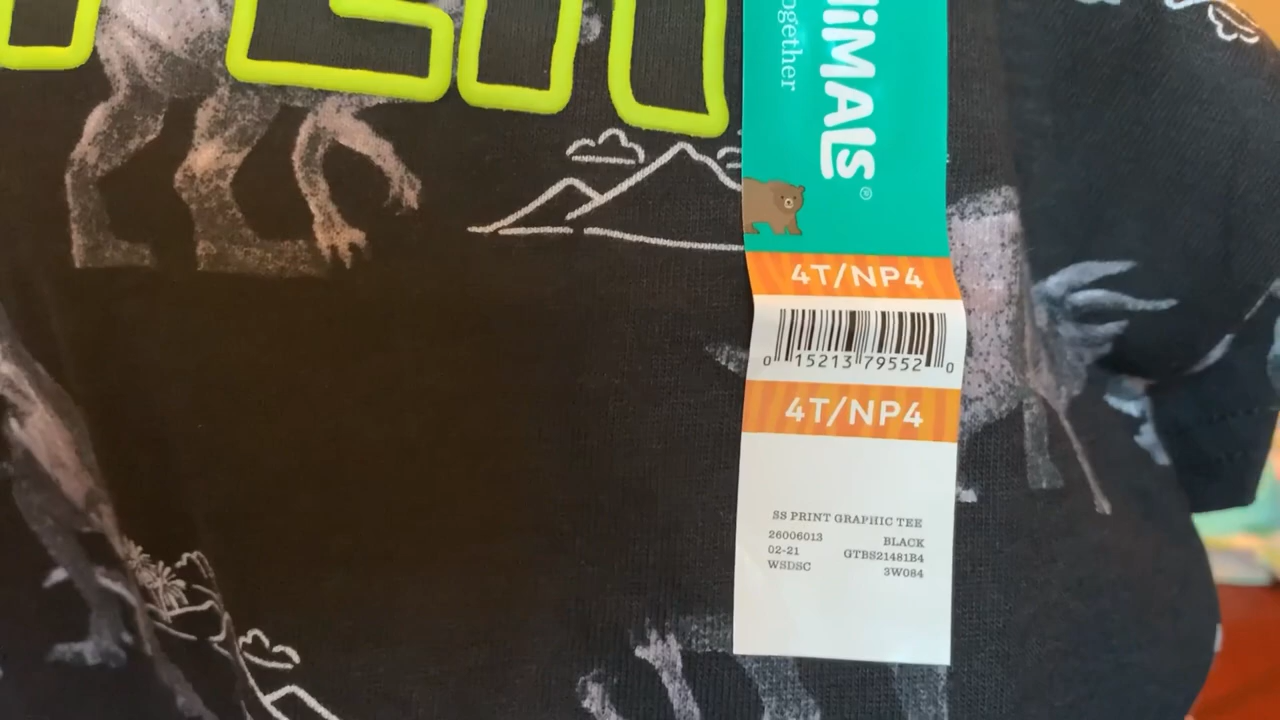 iMALs®
ogether
4T/NP4
0 15213 79552 0
4T/NP4
SS PRINT GRAPHIC TEE
26006013 BLACK
02-21 GTBS21481B4
WSDSC 3W084